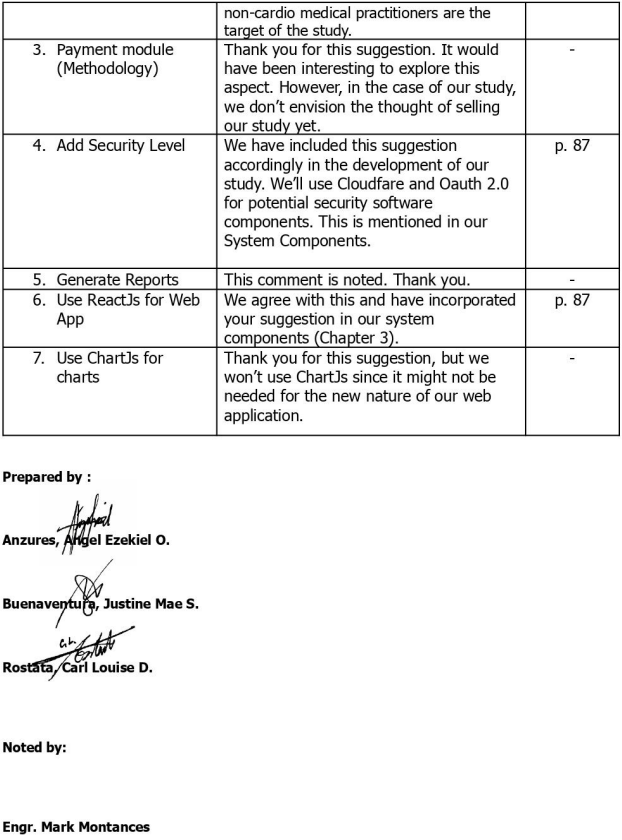 non-cardio medical practitioners are the
target of the study.
3. Payment module
(Methodology)
Thank you for this suggestion. It would
have been interesting to explore this
aspect. However, in the case of our study,
we don't envision the thought of selling
our study yet.
-
4. Add Security Level
We have included this suggestion
accordingly in the development of our
study. We'll use Cloudfare and Oauth 2.0
for potential security software
components. This is mentioned in our
System Components.
p. 87
5. Generate Reports
This comment is noted. Thank you.
-
6. Use ReactJs for Web
App
We agree with this and have incorporated
your suggestion in our system
components (Chapter 3).
p. 87
7. Use ChartJs for
charts
Thank you for this suggestion, but we
won't use ChartJs since it might not be
needed for the new nature of our web
application.
-
Prepared by :
Anzures, Angel Ezekiel O.
Buenaventura, Justine Mae S.
Rostata, Carl Louise D.
Noted by:
Engr. Mark Montances